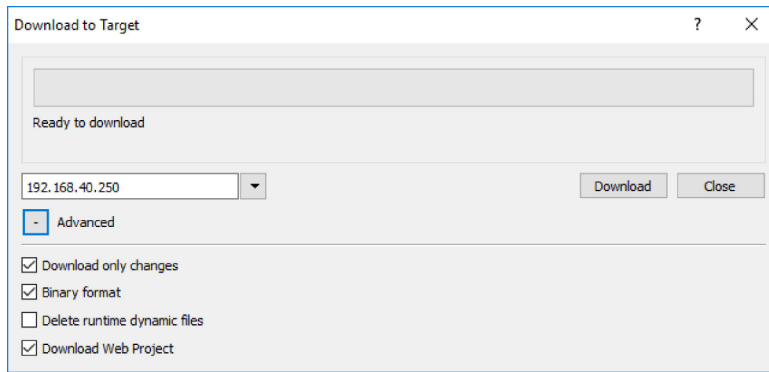 Download to Target ? X
Ready to download
192.168.40.250 Download Close
- Advanced
Download only changes
Binary format
Delete runtime dynamic files
Download Web Project